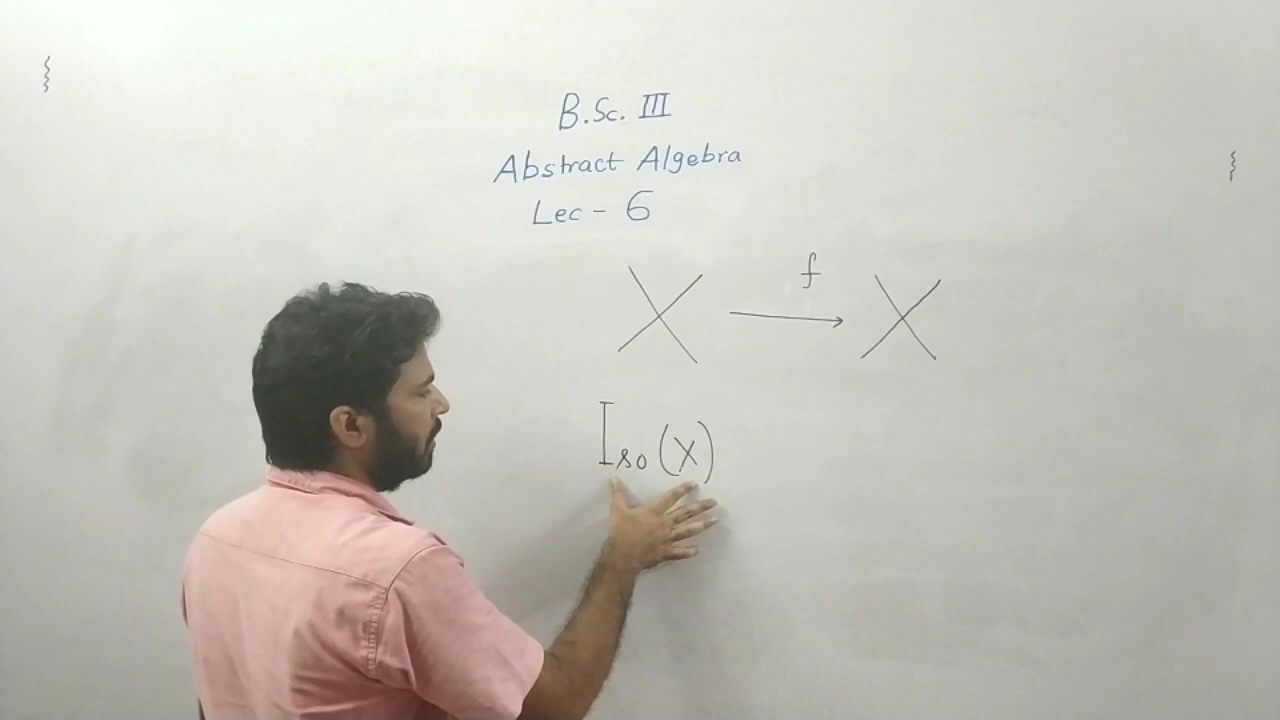 B.Sc. III
Abstract Algebra
Lec - 6
f
X → X
Iso (X)